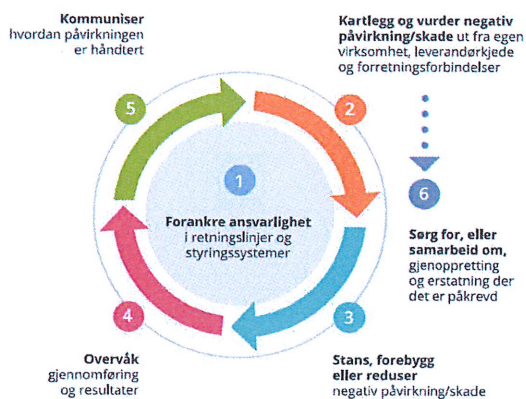 1
Forankre ansvarlighet
i retningslinjer og
styringssystemer
2
Kartlegg og vurder negativ
påvirkning/skade ut fra egen
virksomhet, leverandørkjede
og forretningsforbindelser
3
Stans, forebygg
eller reduser
negativ påvirkning/skade
4
Overvåk
gjennomføring
og resultater
5
Kommuniser
hvordan påvirkningen
er håndtert
6
Sørg for, eller
samarbeid om,
gjenoppretting
og erstatning der
det er påkrevd